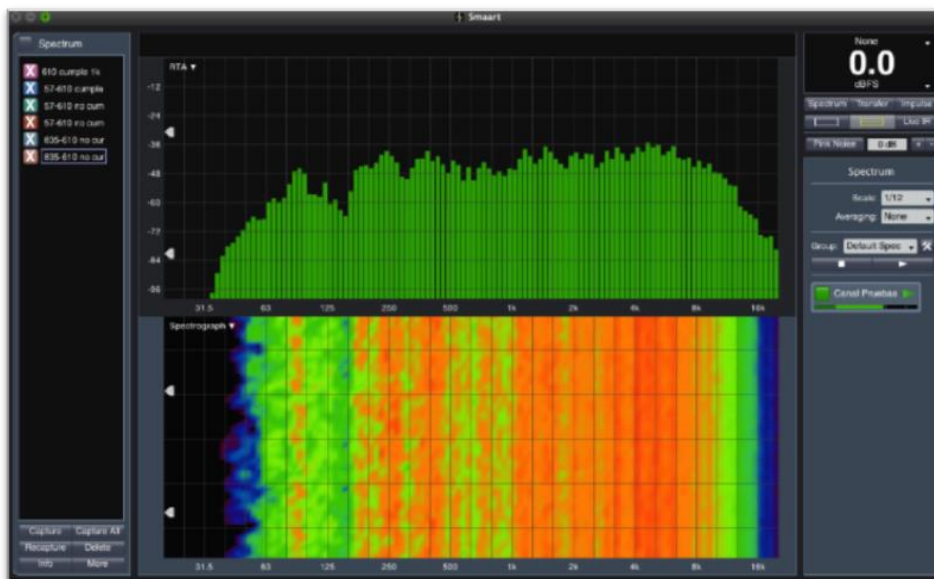 Smaart
Spectrum
610 cumple 1k
57-610 cumple
57-610 no cum
57-610 no cum
635-610 no cur
635-610 no cur
Capture Capture All
Recapture Delete
Info More
RTA
-12
-24
-36
-48
-60
-72
-84
-96
31.5 63 125 250 500 1k 2k 4k 8k 16k
Spectrograph
31.5 63 125 250 500 1k 2k 4k 8k 16k
None
0.0
dBFS
Spectrum Transfer Impulse
Live IR
Pink Noise 0 dB + -
Spectrum
Scale: 1/12
Averaging: None
Group: Default Spec
Canal Pruebas